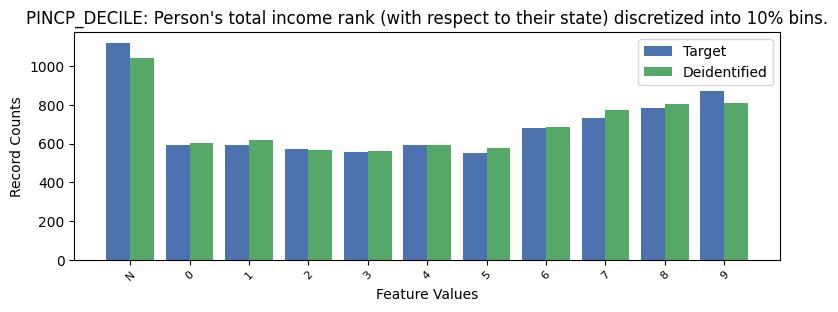 PINCP_DECILE: Person's total income rank (with respect to their state) discretized into 10% bins.
Target
Deidentified
Record Counts
1000
800
600
400
200
0
N 0 1 2 3 4 5 6 7 8 9
Feature Values